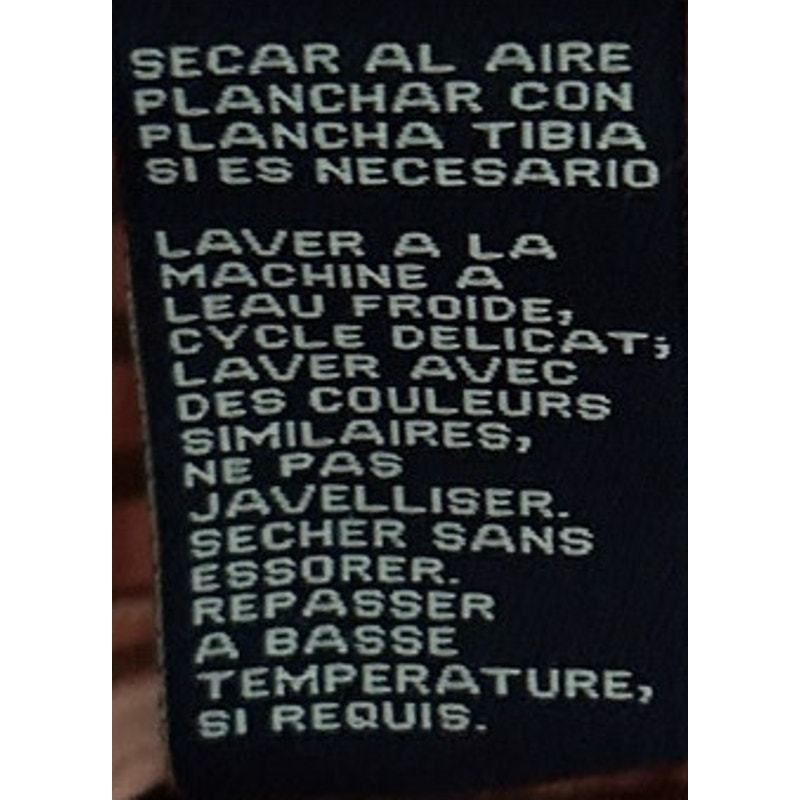 SECAR AL AIRE
PLANCHAR CON
PLANCHA TIBIA
SI ES NECESARIO
LAVER A LA
MACHINE A
LEAU FROIDE,
CYCLE DELICAT;
LAVER AVEC
DES COULEURS
SIMILAIRES,
NE PAS
JAVELLISER.
SECHER SANS
ESSORER.
REPASSER
A BASSE
TEMPERATURE,
SI REQUIS.